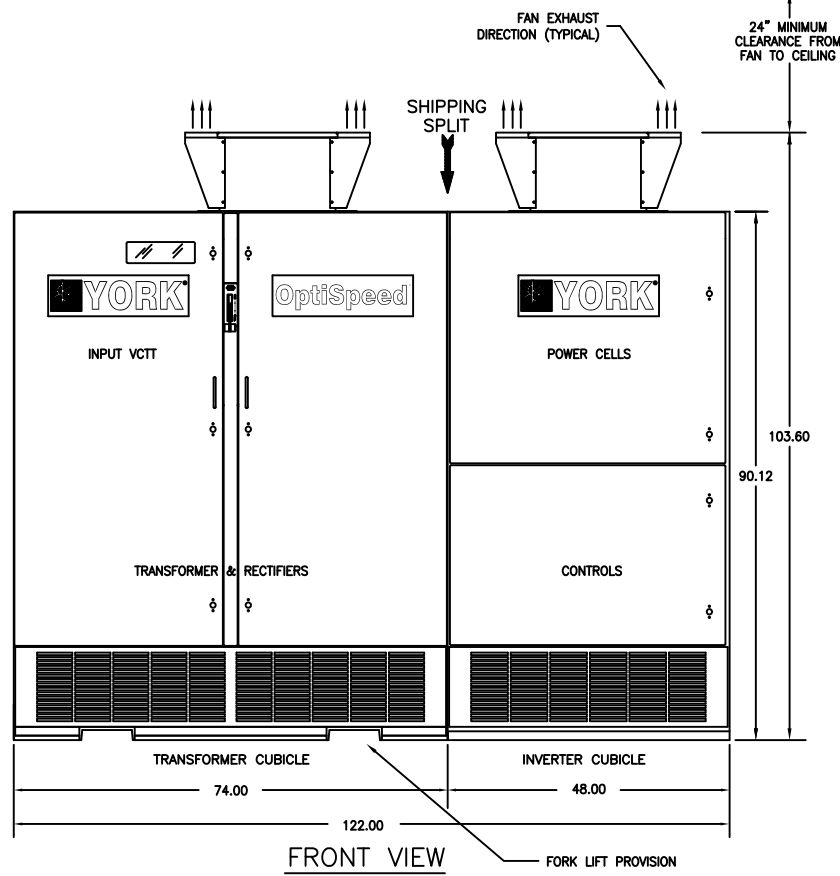 FAN EXHAUST
DIRECTION (TYPICAL)
24" MINIMUM
CLEARANCE FROM
FAN TO CEILING
SHIPPING
SPLIT
YORK
OptiSpeed
YORK
INPUT VCTT
POWER CELLS
103.60
90.12
TRANSFORMER & RECTIFIERS
CONTROLS
TRANSFORMER CUBICLE
INVERTER CUBICLE
74.00
48.00
122.00
FRONT VIEW
FORK LIFT PROVISION